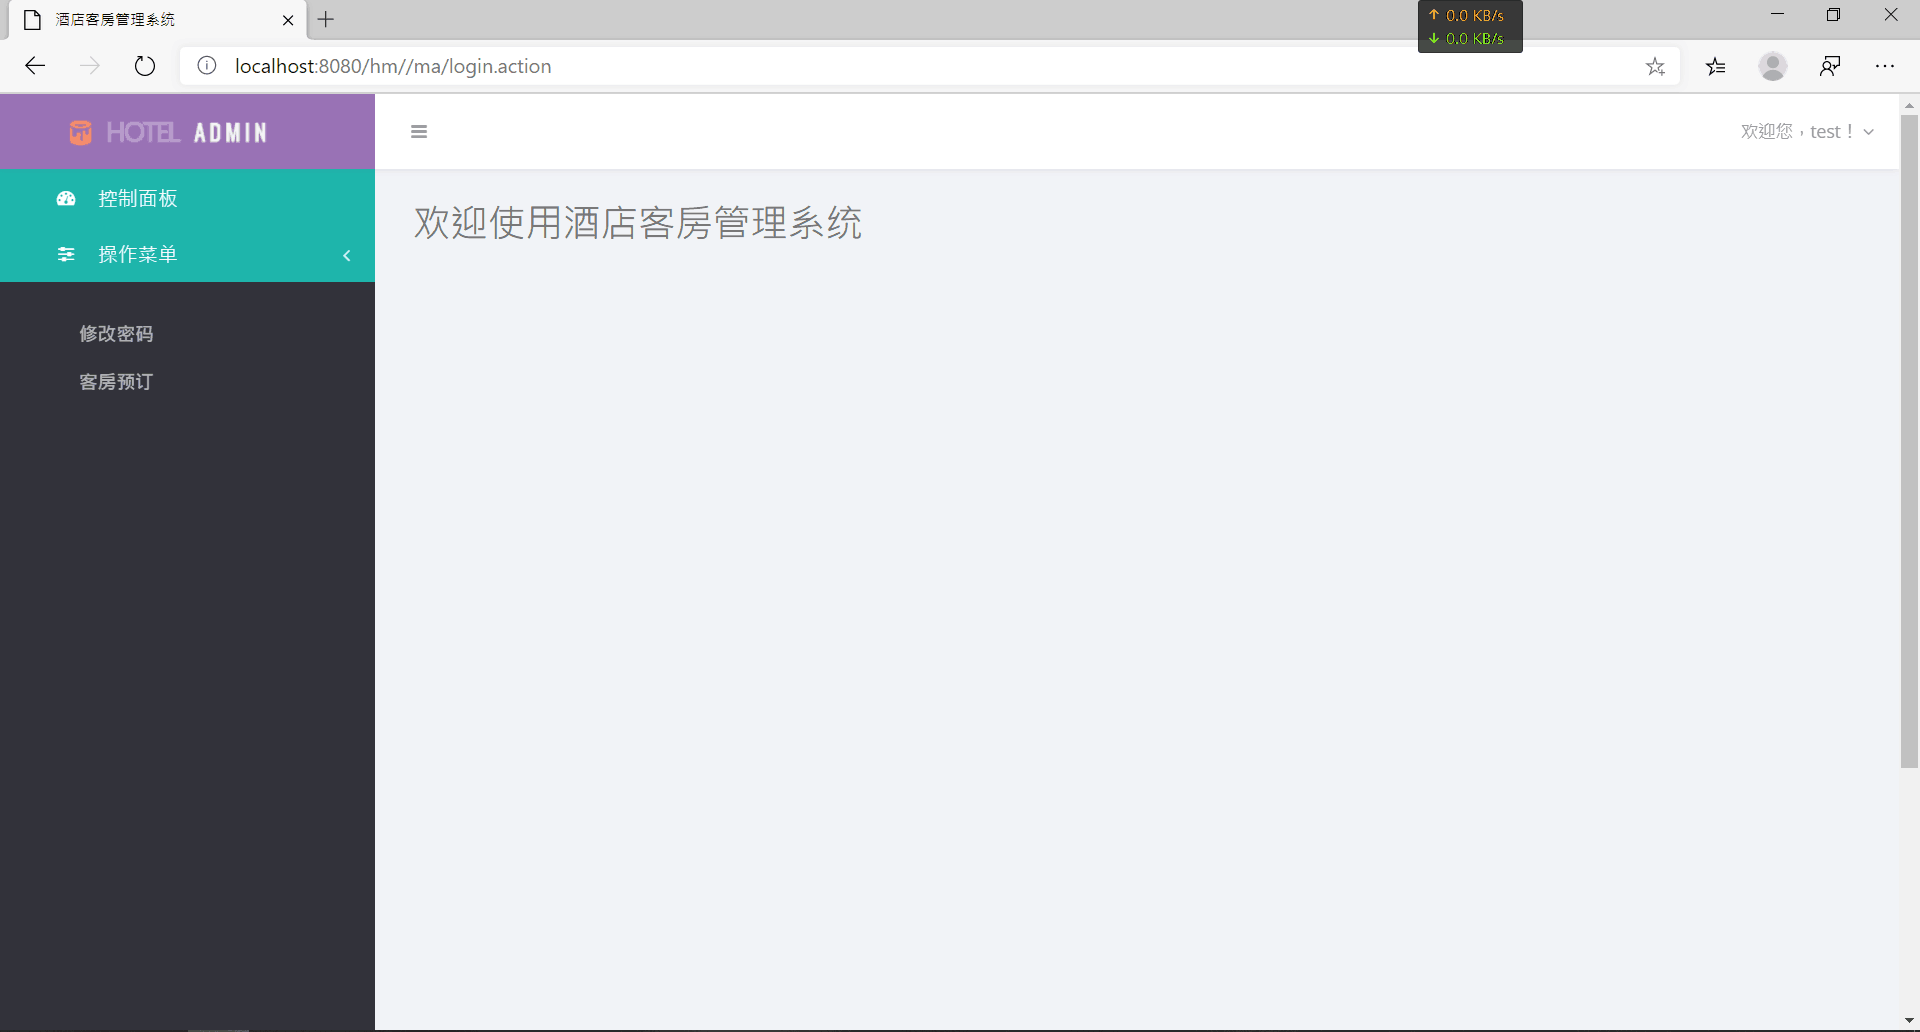 酒店客房管理系统
↑ 0.0 KB/s
↓ 0.0 KB/s
localhost:8080/hm//ma/login.action
HOTEL ADMIN
欢迎您，test！
控制面板
操作菜单
欢迎使用酒店客房管理系统
修改密码
客房预订